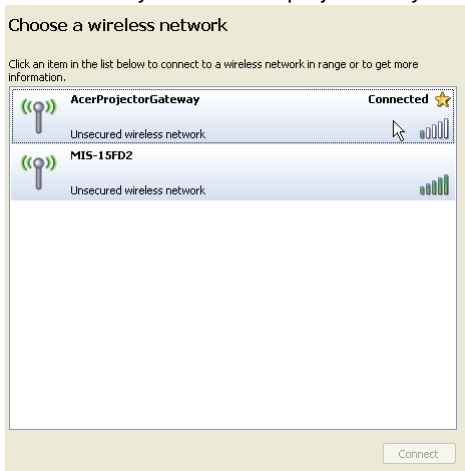 Choose a wireless network
Click an item in the list below to connect to a wireless network in range or to get more
information.
AcerProjectorGateway Connected
Unsecured wireless network
MIS-15FD2
Unsecured wireless network
Connect